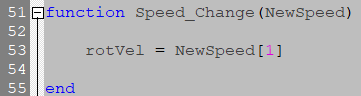 51 function Speed_Change(NewSpeed)
52
53 rotVel = NewSpeed[1]
54
55 end